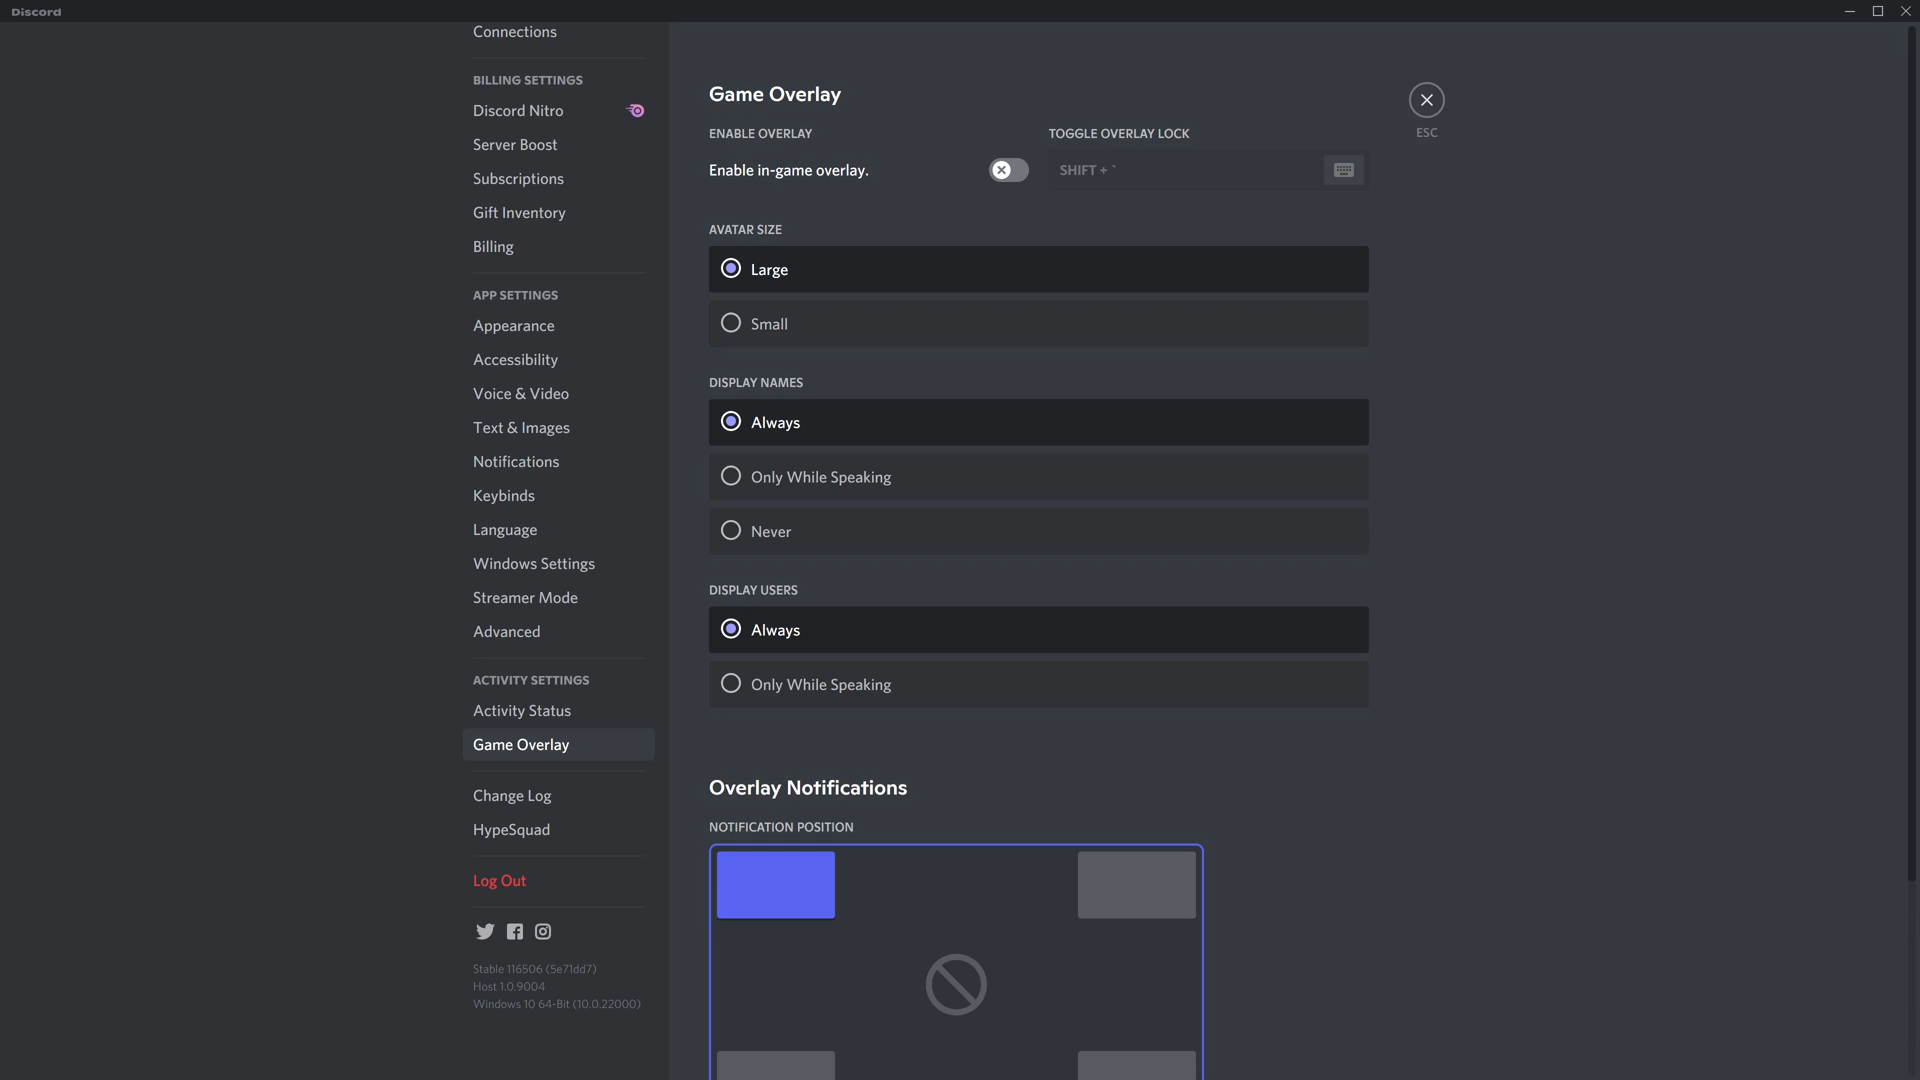 Discord
Connections
BILLING SETTINGS
Discord Nitro
Server Boost
Subscriptions
Gift Inventory
Billing
APP SETTINGS
Appearance
Accessibility
Voice & Video
Text & Images
Notifications
Keybinds
Language
Windows Settings
Streamer Mode
Advanced
ACTIVITY SETTINGS
Activity Status
Game Overlay
Change Log
HypeSquad
Log Out
Stable 116506 (5e71dd7)
Host 1.0.9004
Windows 10 64-Bit (10.0.22000)
Game Overlay
ENABLE OVERLAY
Enable in-game overlay.
TOGGLE OVERLAY LOCK
SHIFT + `
ESC
AVATAR SIZE
Large
Small
DISPLAY NAMES
Always
Only While Speaking
Never
DISPLAY USERS
Always
Only While Speaking
Overlay Notifications
NOTIFICATION POSITION